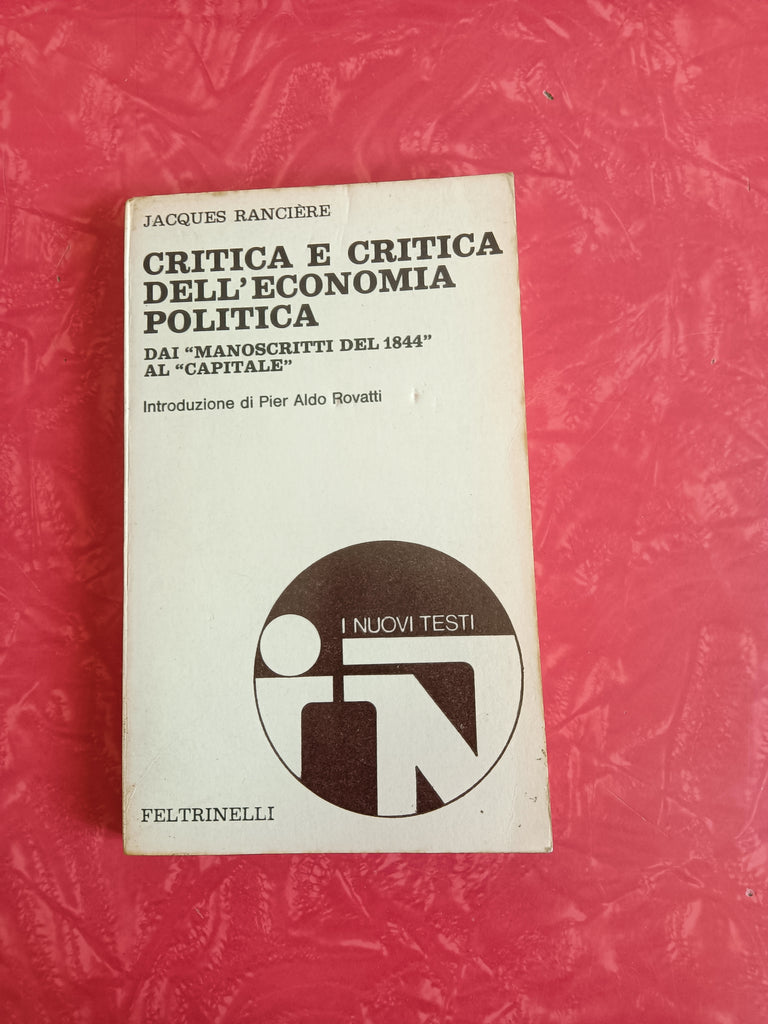 JACQUES RANCIÈRE
CRITICA E CRITICA
DELL'ECONOMIA
POLITICA
DAI “MANOSCRITTI DEL 1844”
AL “CAPITALE”
Introduzione di Pier Aldo Rovatti
I NUOVI TESTI
iN
FELTRINELLI